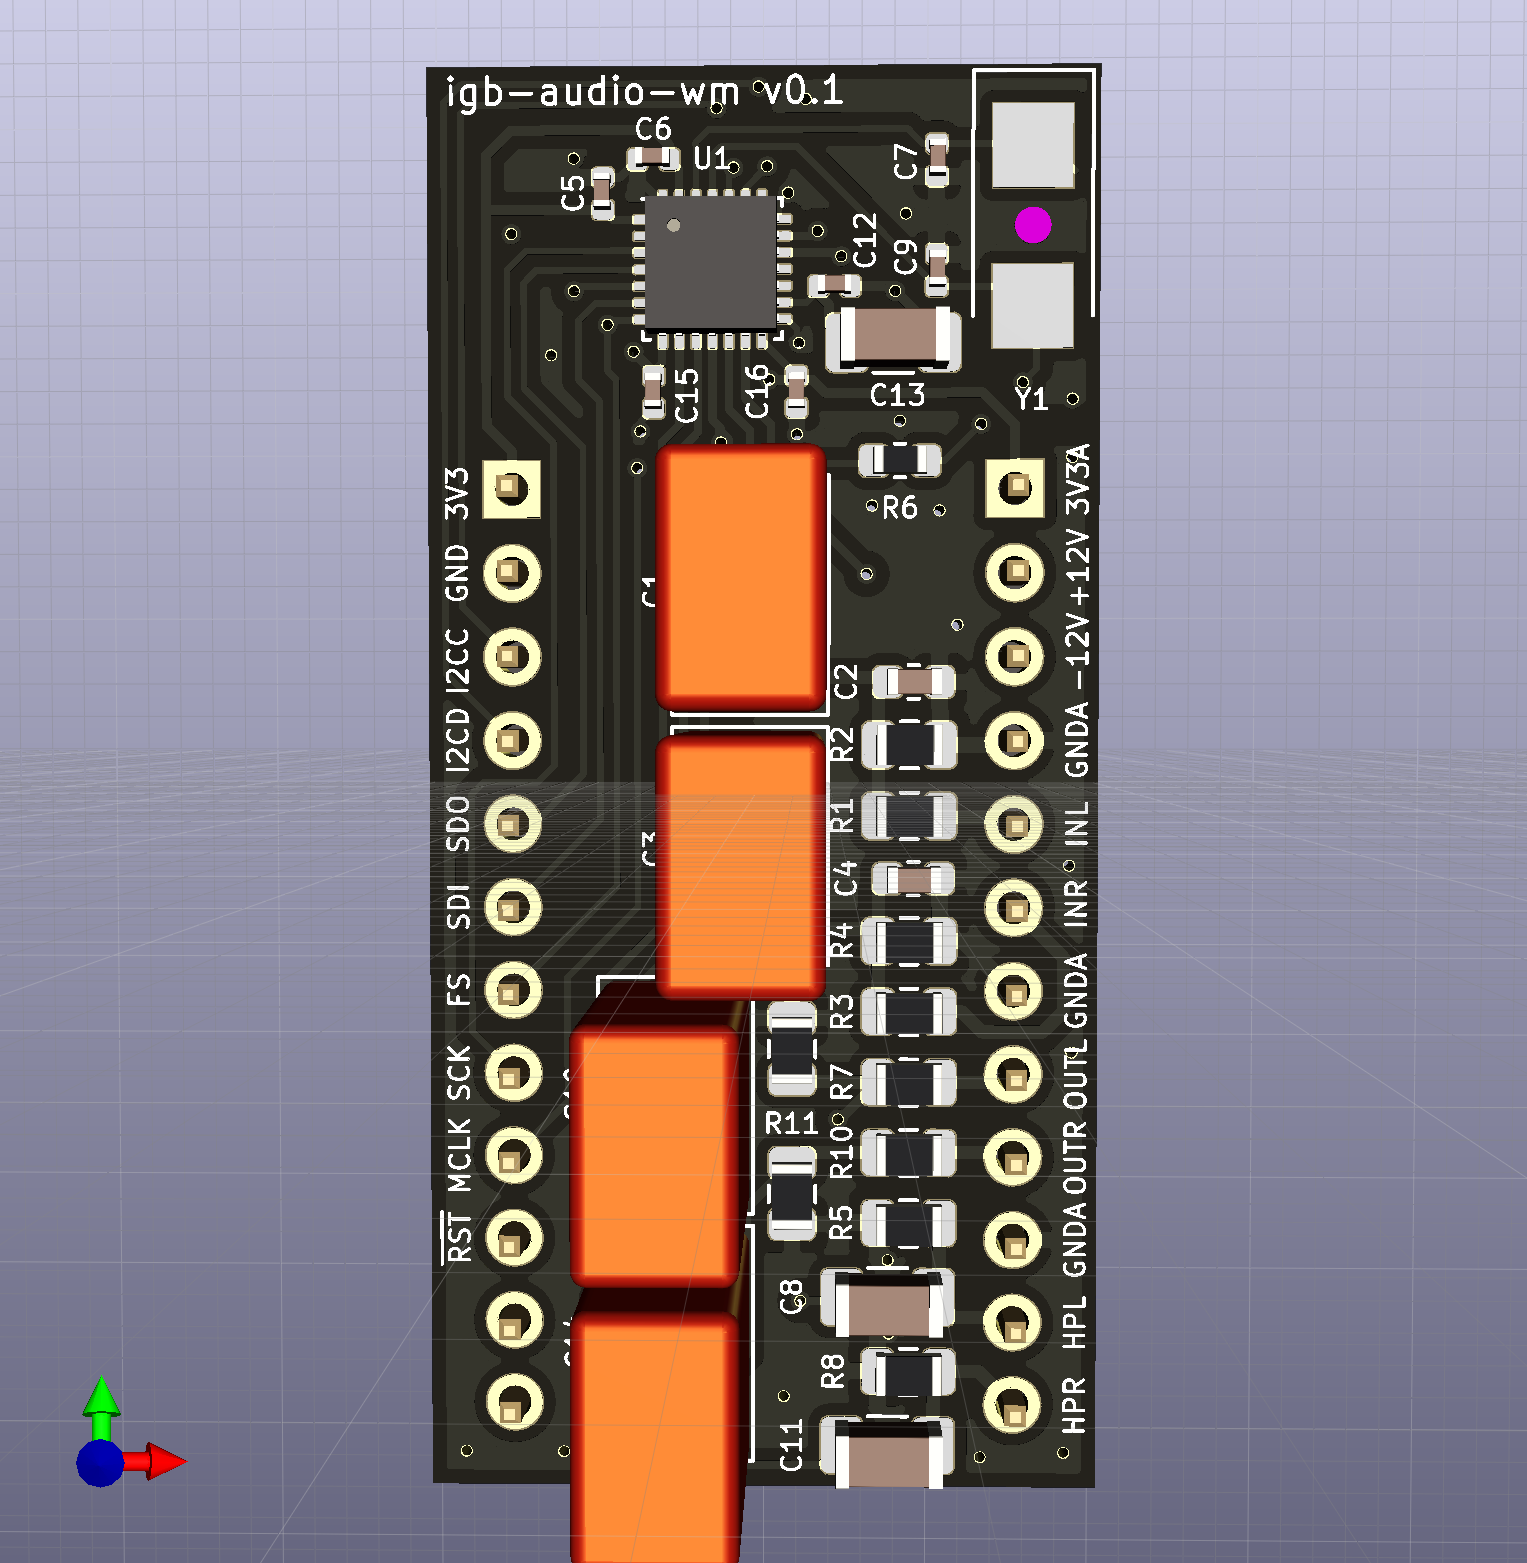 igb-audio-wm v0.1
C6
U1
C7
C5
C12
C9
C15
C16
C13
Y1
3V3
3V3A
R6
GND
+12V
I2CC
-12V
C2
I2CD
R2
GNDA
SDO
R1
INL
SDI
C4
INR
R4
FS
R3
GNDA
SCK
R7
OUTL
R11
MCLK
R10
OUTR
RST
R5
GNDA
C8
HPL
R8
HPR
C11